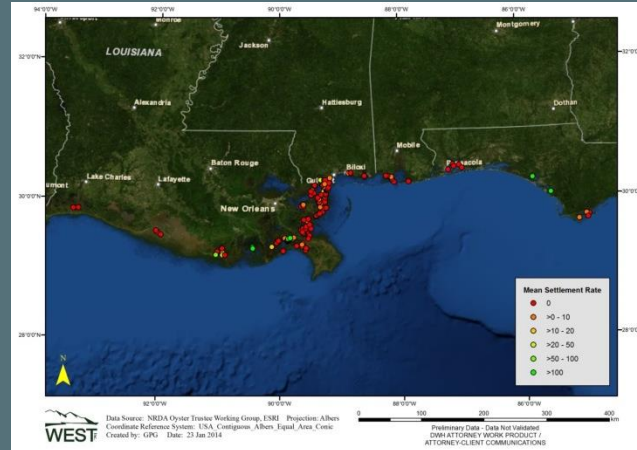 94°0'0"W
92°0'0"W
90°0'0"W
88°0'0"W
86°0'0"W
32°0'0"N
32°0'0"N
30°0'0"N
30°0'0"N
28°0'0"N
28°0'0"N
92°0'0"W
90°0'0"W
88°0'0"W
86°0'0"W
Monroe
Jackson
Montgomery
LOUISIANA
Alexandria
Hattiesburg
Dothan
Mobile
Baton Rouge
Biloxi
Lake Charles
Lafayette
New Orleans
Mean Settlement Rate
0
>0 - 10
>10 - 20
>20 - 50
>50 - 100
>100
N
WEST
Data Source: NRDA Oyster Trustee Working Group, ESRI Projection: Albers
Coordinate Reference System: USA_Contiguous_Albers_Equal_Area_Conic
Created by: GPG Date: 23 Jan 2014
0 100 200 300 400
km
Preliminary Data - Data Not Validated
DWH ATTORNEY WORK PRODUCT /
ATTORNEY-CLIENT COMMUNICATIONS